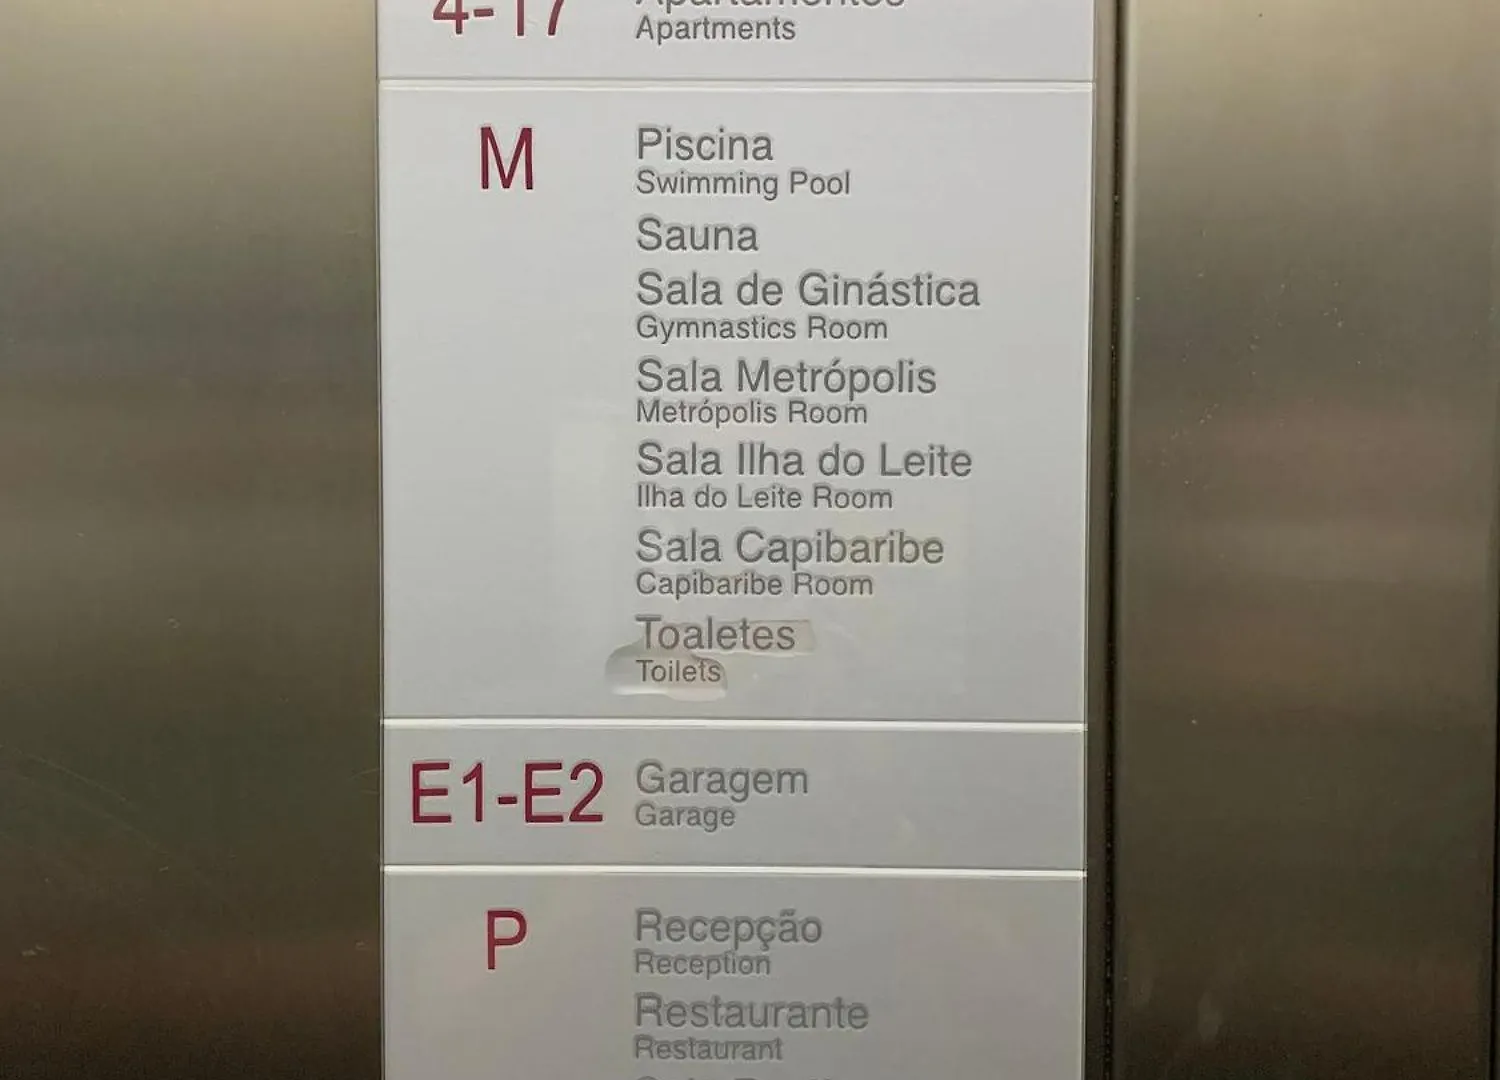 4-17 Apartamentos
Apartments
M Piscina
Swimming Pool
Sauna
Sala de Ginástica
Gymnastics Room
Sala Metrópolis
Metrópolis Room
Sala Ilha do Leite
Ilha do Leite Room
Sala Capibaribe
Capibaribe Room
Toaletes
Toilets
E1-E2 Garagem
Garage
P Recepção
Reception
Restaurante
Restaurant